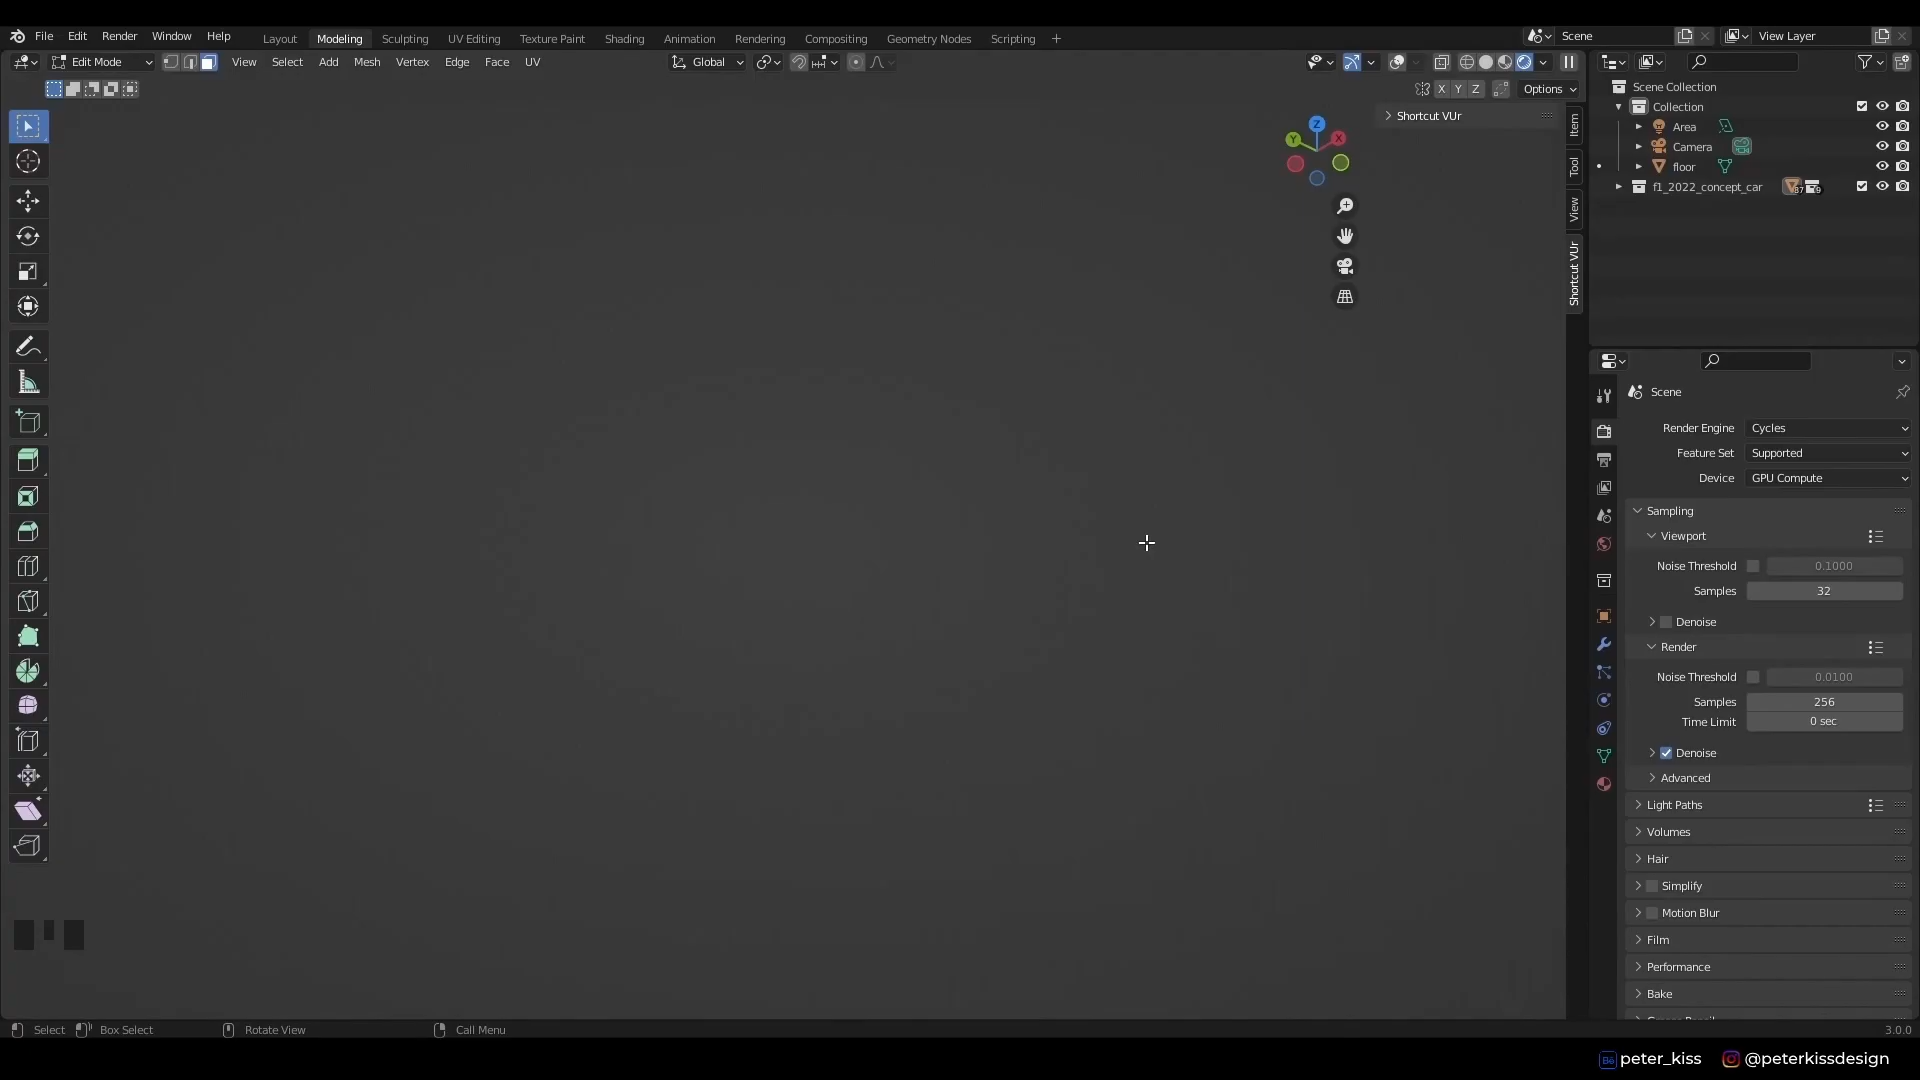 File Edit Render Window Help Layout Modeling Sculpting UV Editing Texture Paint Shading Animation Rendering Compositing Geometry Nodes Scripting + Scene View Layer
Edit Mode View Select Add Mesh Vertex Edge Face UV Global
X Y Z Options
Shortcut VUr
Z
Y
X
Item
Tool
View
Shortcut VUr
Scene Collection
Collection
Area
Camera
floor
f1_2022_concept_car 87 9
Scene
Render Engine Cycles
Feature Set Supported
Device GPU Compute
Sampling
Viewport
Noise Threshold 0.1000
Samples 32
Denoise
Render
Noise Threshold 0.0100
Samples 256
Time Limit 0 sec
Denoise
Advanced
Light Paths
Volumes
Hair
Simplify
Motion Blur
Film
Performance
Bake
Grease Pencil
Select Box Select Rotate View Call Menu 3.0.0
Bē peter_kiss @peterkissdesign